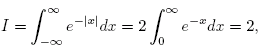 $I = \int_{-\infty}^{\infty} e^{-|x|} dx = 2 \int_{0}^{\infty} e^{-x} dx = 2,$